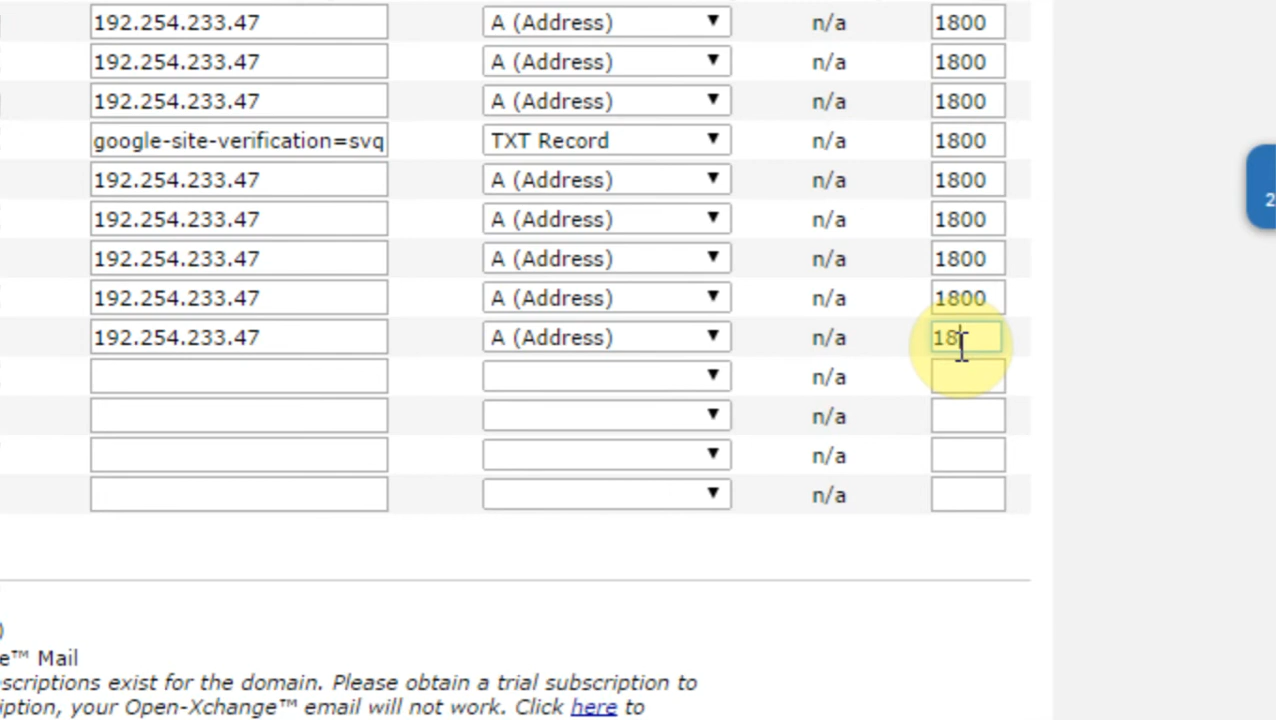 192.254.233.47 A (Address) n/a 1800
192.254.233.47 A (Address) n/a 1800
192.254.233.47 A (Address) n/a 1800
google-site-verification=svq TXT Record n/a 1800
192.254.233.47 A (Address) n/a 1800
192.254.233.47 A (Address) n/a 1800
192.254.233.47 A (Address) n/a 1800
192.254.233.47 A (Address) n/a 1800
192.254.233.47 A (Address) n/a 18
n/a
n/a
n/a
n/a
2
)
e™ Mail
scriptions exist for the domain. Please obtain a trial subscription to
ription, your Open-Xchange™ email will not work. Click here to